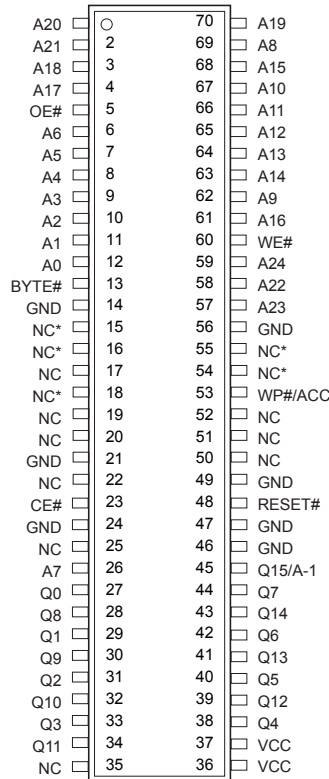 A20 70 A19
A21 2 69 A8
A18 3 68 A15
A17 4 67 A10
OE# 5 66 A11
A6 6 65 A12
A5 7 64 A13
A4 8 63 A14
A3 9 62 A9
A2 10 61 A16
A1 11 60 WE#
A0 12 59 A24
BYTE# 13 58 A22
GND 14 57 A23
NC* 15 56 GND
NC* 16 55 NC*
NC 17 54 NC*
NC* 18 53 WP#/ACC
NC 19 52 NC
NC 20 51 NC
GND 21 50 NC
NC 22 49 GND
CE# 23 48 RESET#
GND 24 47 GND
NC 25 46 GND
A7 26 45 Q15/A-1
Q0 27 44 Q7
Q8 28 43 Q14
Q1 29 42 Q6
Q9 30 41 Q13
Q2 31 40 Q5
Q10 32 39 Q12
Q3 33 38 Q4
Q11 34 37 VCC
NC 35 36 VCC